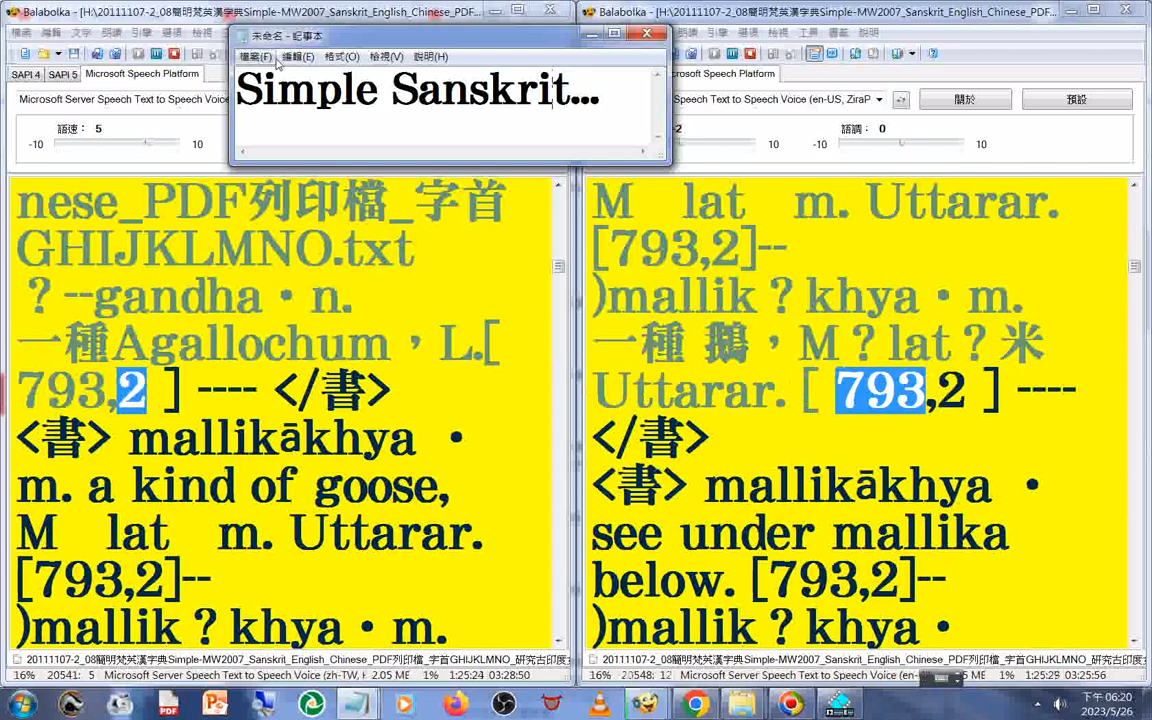 Balabolka - [H:\20111107-2_08簡明梵英漢字典Simple-MW2007_Sanskrit_English_Chinese_PDF...
Balabolka - [H:\20111107-2_08簡明梵英漢字典Simple-MW2007_Sanskrit_English_Chinese_PDF...
未命名 - 記事本
檔案(F) 編輯(E) 格式(O) 檢視(V) 說明(H)
Simple Sanskrit...
SAPI 4 SAPI 5 Microsoft Speech Platform
Microsoft Server Speech Text to Speech Voice
語速： 5
-10 10
Speech Platform
Microsoft Server Speech Text to Speech Voice (en-US, ZiraP
關於 預設
-2 語調： 0
10 -10 10
nese_PDF列印檔_字首
GHIJKLMNO.txt
？--gandha・n.
一種Agallochum，L.[
793,2 ] ---- </書>
<書> mallikākhya ・
m. a kind of goose,
M lat m. Uttarar.
[793,2]--
)mallik？khya・m.
M lat m. Uttarar.
[793,2]--
)mallik？khya・m.
一種 鵝，M？lat？米
Uttarar. [ 793,2 ] ----
</書>
<書> mallikākhya ・
see under mallika
below. [793,2]--
)mallik？khya・
20111107-2_08簡明梵英漢字典Simple-MW2007_Sanskrit_English_Chinese_PDF列印檔_字首GHIJKLMNO_研究古印度
20111107-2_08簡明梵英漢字典Simple-MW2007_Sanskrit_English_Chinese_PDF列印檔_字首GHIJKLMNO_研究古印度
16% 20541: 5 Microsoft Server Speech Text to Speech Voice (zh-TW, 2.05 ME 1% 1:25:24 03:28:50
16% 20548: 12 Microsoft Server Speech Text to Speech Voice ME 1% 1:25:29 03:25:56
下午 06:20
2023/5/26